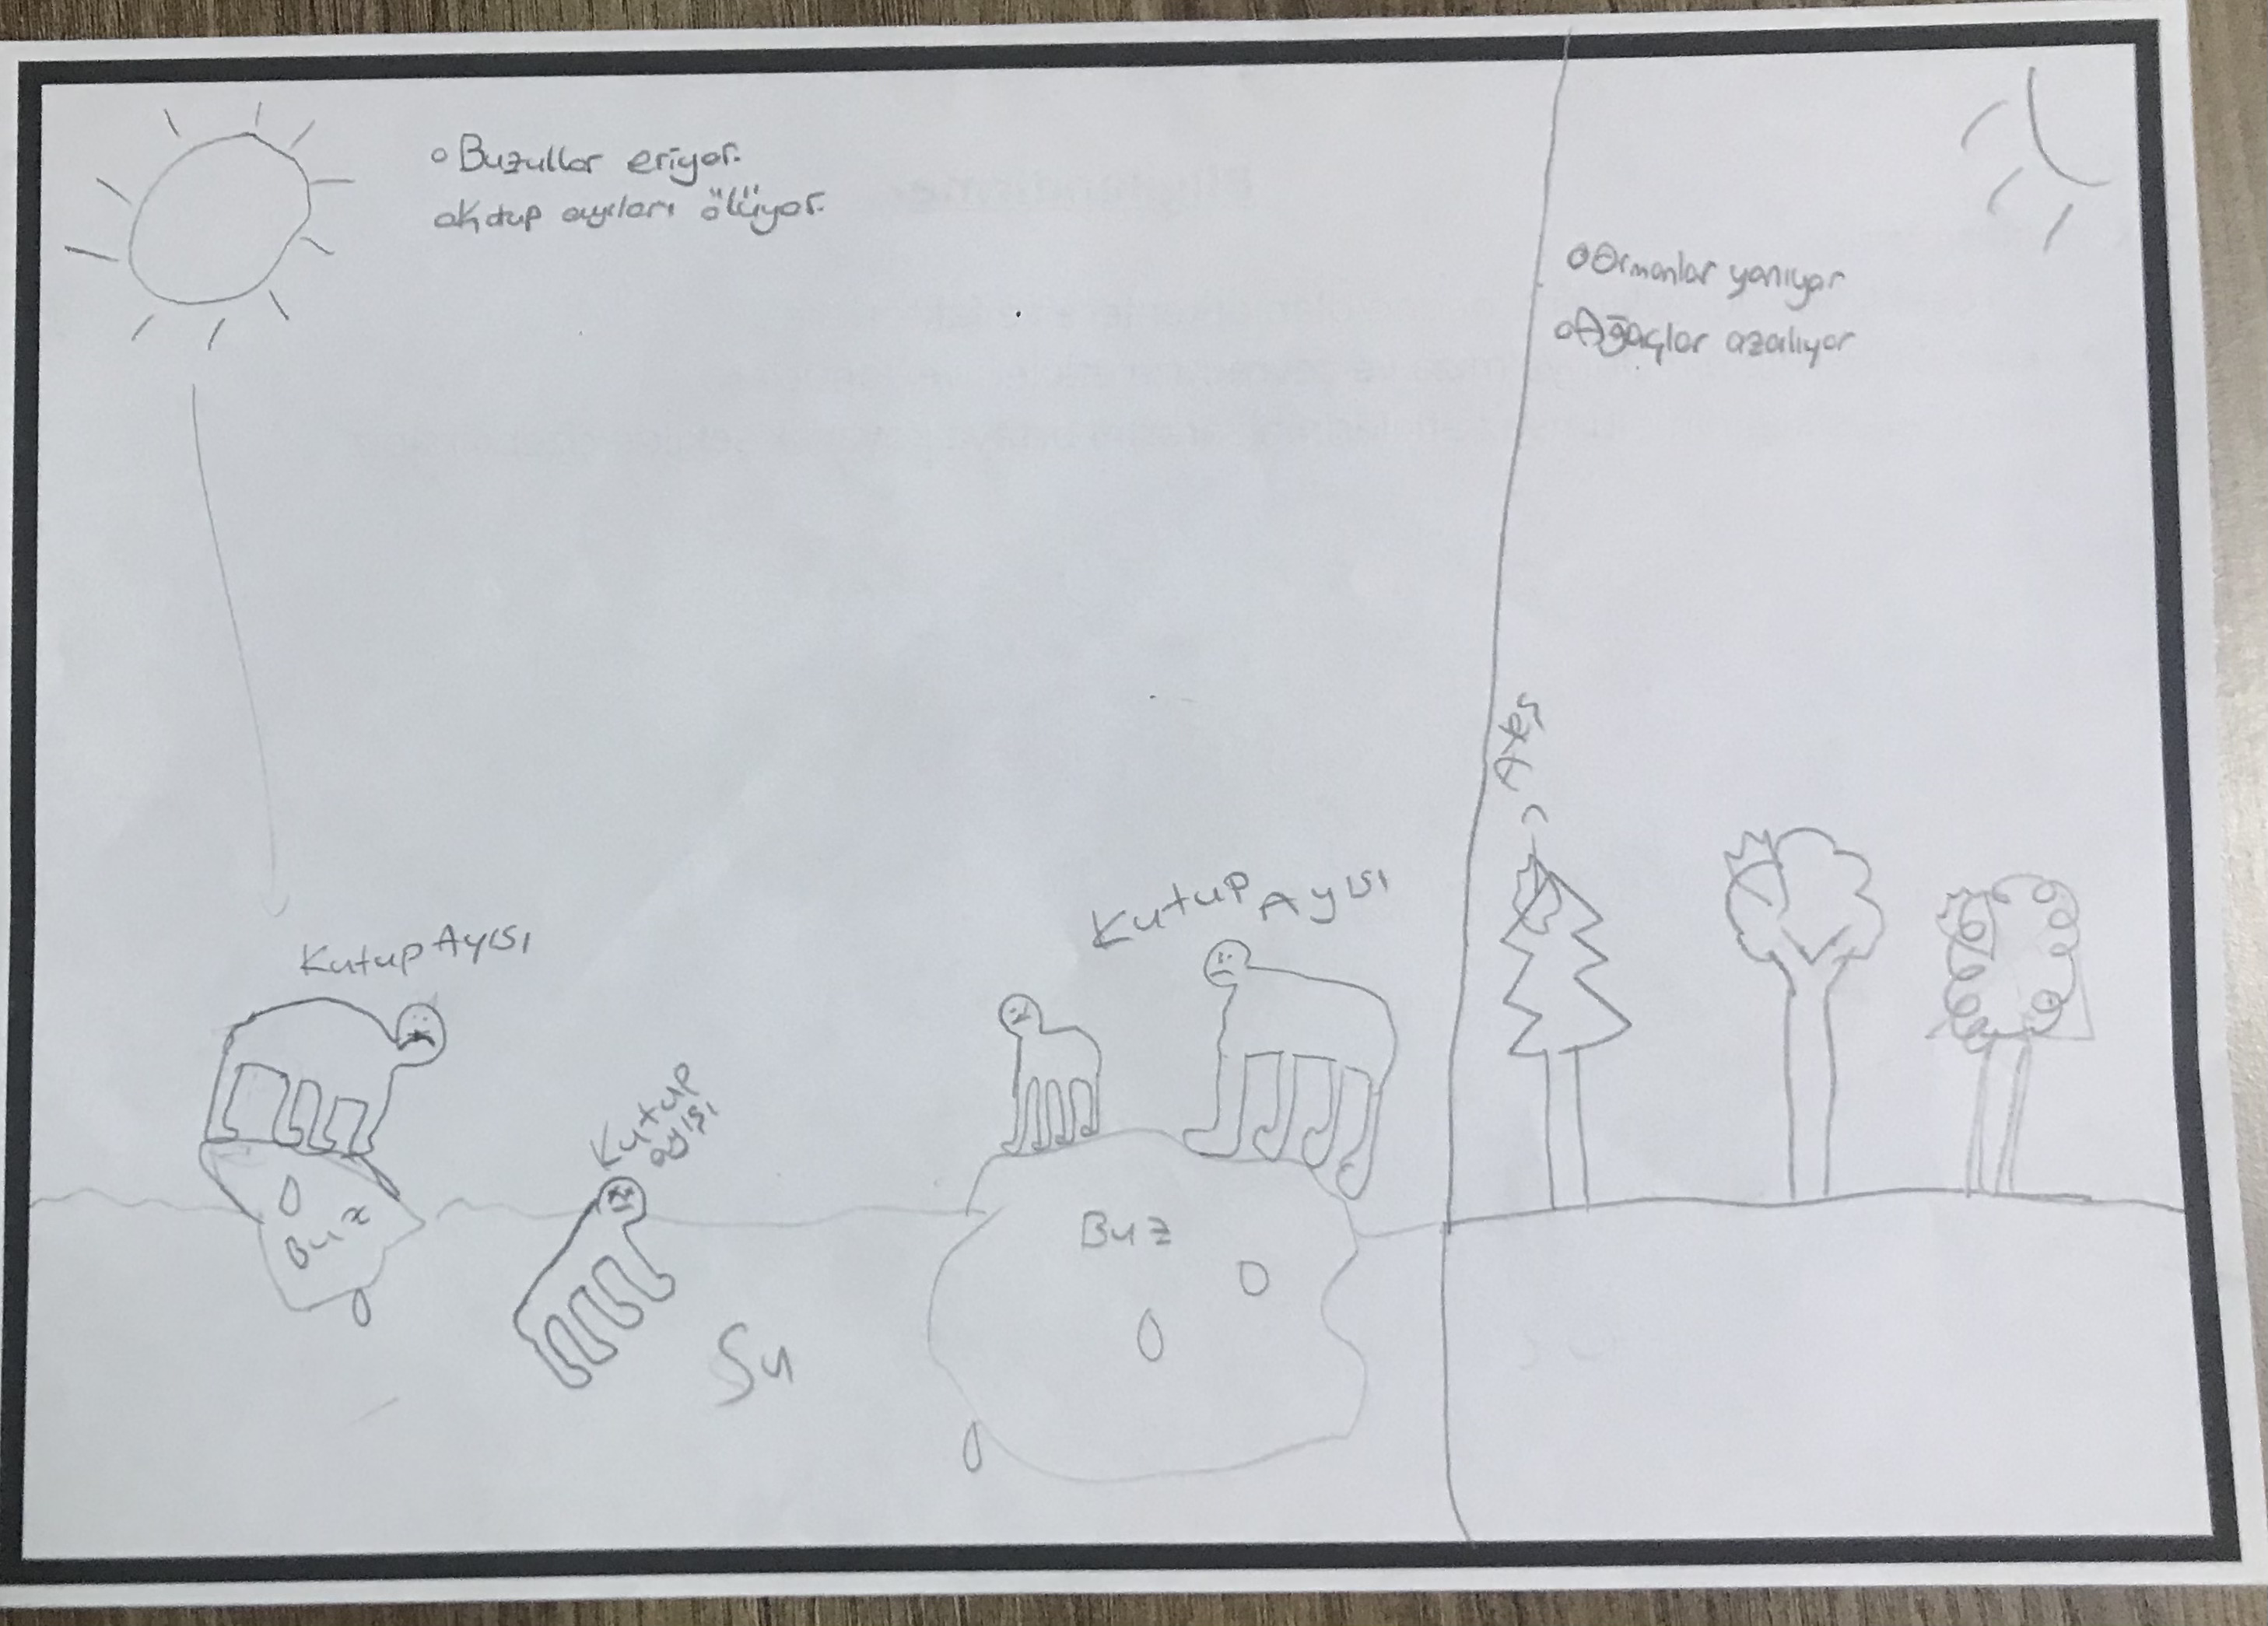 Buzullar eriyor.
Kutup ayıları ölüyor.
Ormanlar yanıyor
Ağaçlar azalıyor
Ateş
Kutup Ayısı
Kutup Ayısı
Kutup
ayısı
Buz
Buz
Su